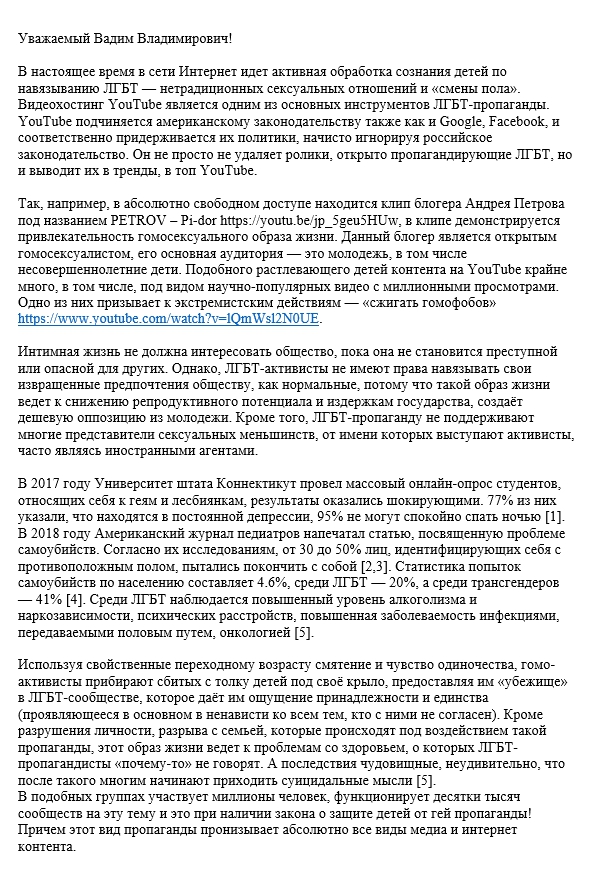 Уважаемый Вадим Владимирович!
В настоящее время в сети Интернет идет активная обработка сознания детей по
навязыванию ЛГБТ — нетрадиционных сексуальных отношений и «смены пола».
Видеохостинг YouTube является одним из основных инструментов ЛГБТ-пропаганды.
YouTube подчиняется американскому законодательству также как и Google, Facebook, и
соответственно придерживается их политики, начисто игнорируя российское
законодательство. Он не просто не удаляет ролики, открыто пропагандирующие ЛГБТ, но
и выводит их в тренды, в топ YouTube.
Так, например, в абсолютно свободном доступе находится клип блогера Андрея Петрова
под названием PETROV – Pi-dor https://youtu.be/jp_5geu5HUw, в клипе демонстрируется
привлекательность гомосексуального образа жизни. Данный блогер является открытым
гомосексуалистом, его основная аудитория — это молодежь, в том числе
несовершеннолетние дети. Подобного растлевающего детей контента на YouTube крайне
много, в том числе, под видом научно-популярных видео с миллионными просмотрами.
Одно из них призывает к экстремистским действиям — «сжигать гомофобов»
https://www.youtube.com/watch?v=lQmWsl2N0UE.
Интимная жизнь не должна интересовать общество, пока она не становится преступной
или опасной для других. Однако, ЛГБТ-активисты не имеют права навязывать свои
извращенные предпочтения обществу, как нормальные, потому что такой образ жизни
ведет к снижению репродуктивного потенциала и издержкам государства, создаёт
дешевую оппозицию из молодежи. Кроме того, ЛГБТ-пропаганду не поддерживают
многие представители сексуальных меньшинств, от имени которых выступают активисты,
часто являясь иностранными агентами.
В 2017 году Университет штата Коннектикут провел массовый онлайн-опрос студентов,
относящих себя к геям и лесбиянкам, результаты оказались шокирующими. 77% из них
указали, что находятся в постоянной депрессии, 95% не могут спокойно спать ночью [1].
В 2018 году Американский журнал педиатров напечатал статью, посвященную проблеме
самоубийств. Согласно их исследованиям, от 30 до 50% лиц, идентифицирующих себя с
противоположным полом, пытались покончить с собой [2,3]. Статистика попыток
самоубийств по населению составляет 4.6%, среди ЛГБТ — 20%, а среди трансгендеров
— 41% [4]. Среди ЛГБТ наблюдается повышенный уровень алкоголизма и
наркозависимости, психических расстройств, повышенная заболеваемость инфекциями,
передаваемыми половым путем, онкологией [5].
Используя свойственные переходному возрасту смятение и чувство одиночества, гомо-
активисты прибирают сбитых с толку детей под своё крыло, предоставляя им «убежище»
в ЛГБТ-сообществе, которое даёт им ощущение принадлежности и единства
(проявляющееся в основном в ненависти ко всем тем, кто с ними не согласен). Кроме
разрушения личности, разрыва с семьей, которые происходят под воздействием такой
пропаганды, этот образ жизни ведет к проблемам со здоровьем, о которых ЛГБТ-
пропагандисты «почему-то» не говорят. А последствия чудовищные, неудивительно, что
после такого многим начинают приходить суицидальные мысли [5].
В подобных группах участвует миллионы человек, функционирует десятки тысяч
сообществ на эту тему и это при наличии закона о защите детей от гей пропаганды!
Причем этот вид пропаганды пронизывает абсолютно все виды медиа и интернет
контента.